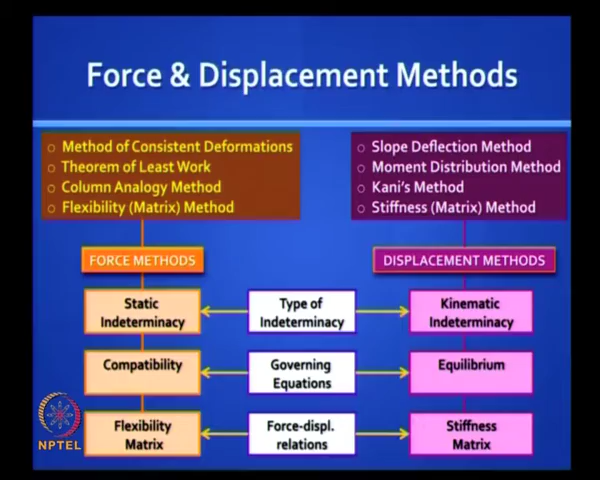 Force & Displacement Methods
○ Method of Consistent Deformations
○ Theorem of Least Work
○ Column Analogy Method
○ Flexibility (Matrix) Method
○ Slope Deflection Method
○ Moment Distribution Method
○ Kani's Method
○ Stiffness (Matrix) Method
FORCE METHODS
DISPLACEMENT METHODS
Static
Indeterminacy
Type of
Indeterminacy
Kinematic
Indeterminacy
Compatibility
Governing
Equations
Equilibrium
Flexibility
Matrix
Force-displ.
relations
Stiffness
Matrix
NPTEL